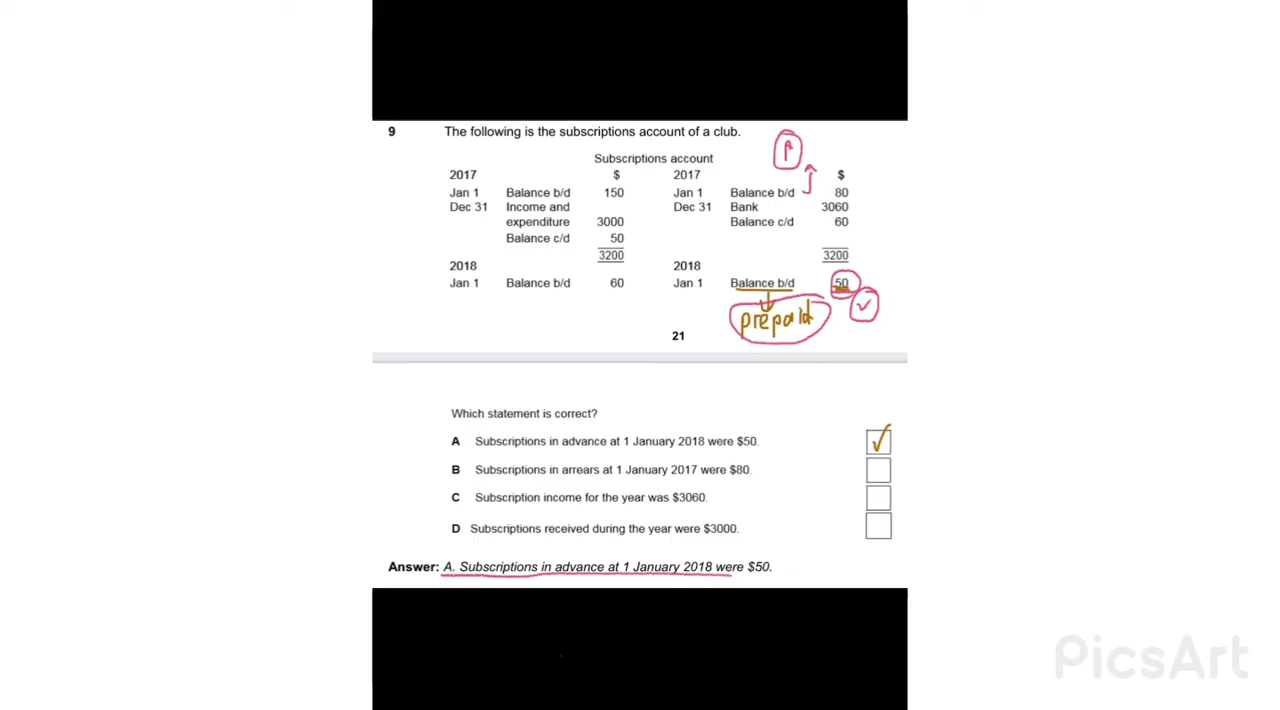 9 The following is the subscriptions account of a club.
P
Subscriptions account
2017 $ 2017 $
Jan 1 Balance b/d 150 Jan 1 Balance b/d 80
Dec 31 Income and Dec 31 Bank 3060
expenditure 3000 Balance c/d 60
Balance c/d 50
3200 3200
2018 2018
Jan 1 Balance b/d 60 Jan 1 Balance b/d 50
prepaid
21
Which statement is correct?
A Subscriptions in advance at 1 January 2018 were $50.
B Subscriptions in arrears at 1 January 2017 were $80.
C Subscription income for the year was $3060.
D Subscriptions received during the year were $3000.
Answer: A. Subscriptions in advance at 1 January 2018 were $50.
PicsArt